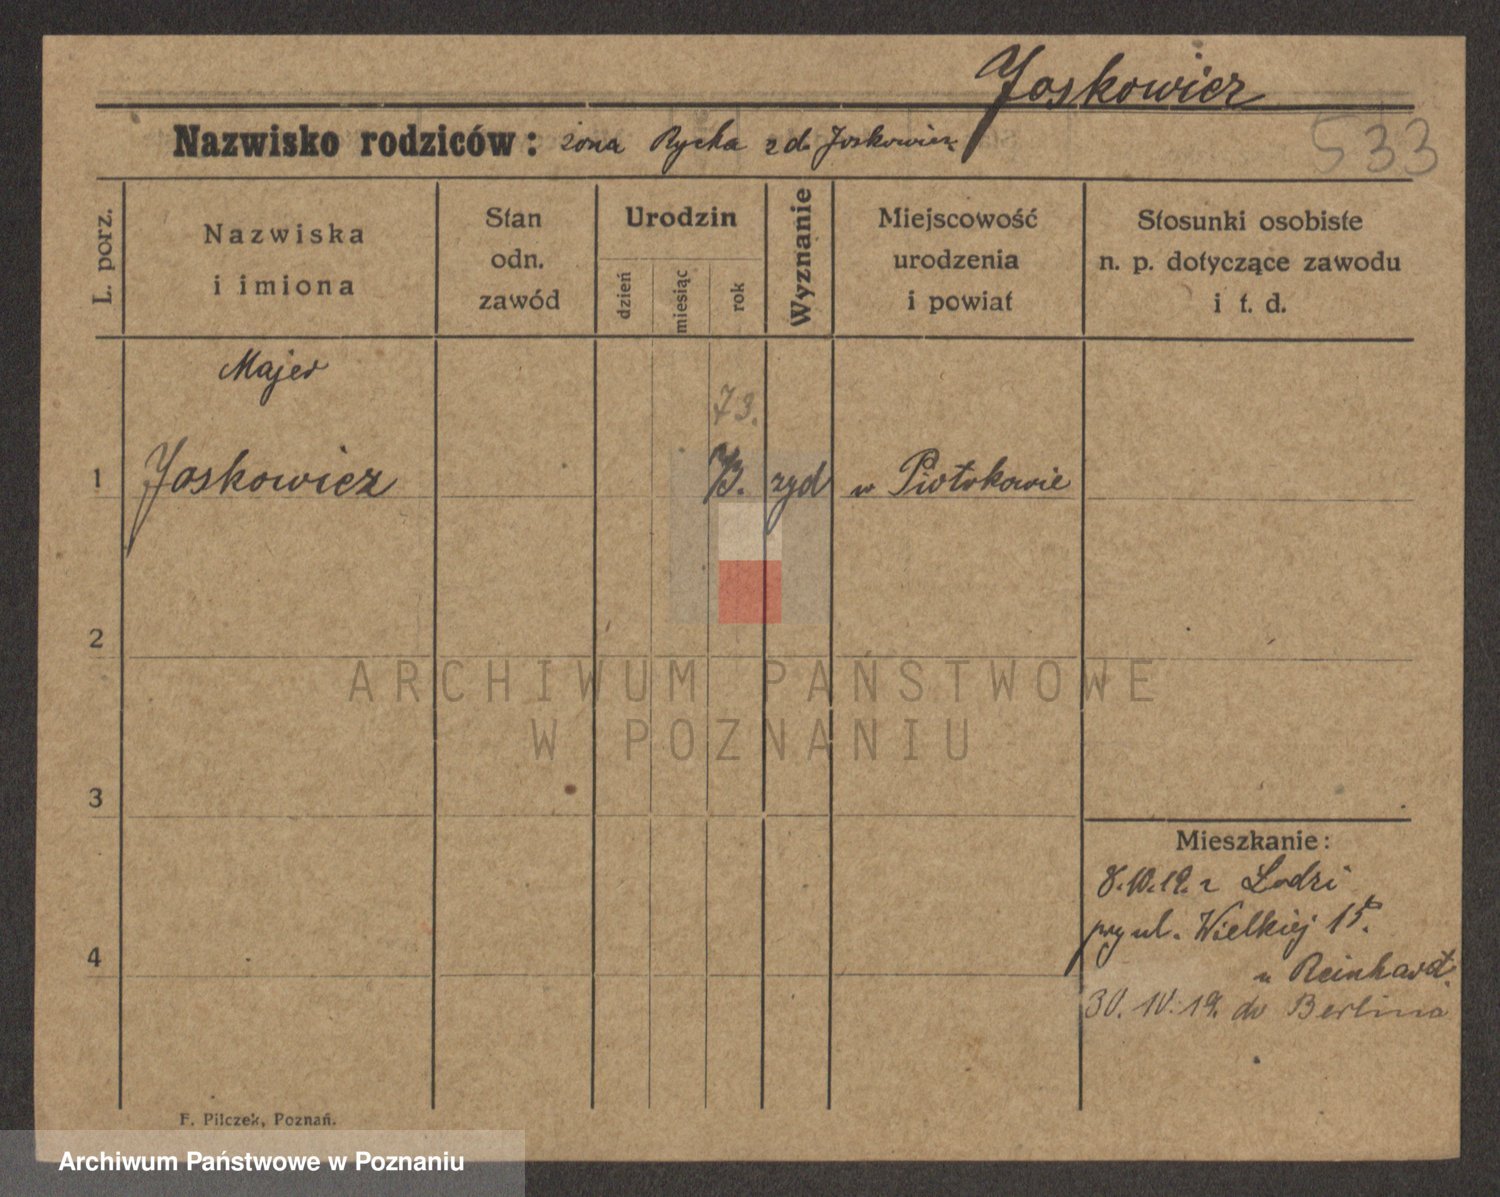 Joskowicz
Nazwisko rodziców: żona Rycka z d. Joskowicz
533
L. porz.
Nazwiska
i imiona
Stan
odn.
zawód
Urodzin
dzień
miesiąc
rok
Wyznanie
Miejscowość
urodzenia
i powiat
Stosunki osobiste
n. p. dotyczące zawodu
i t. d.
Majer
73.
1 Joskowicz 73. żyd w Piotrkowie
2
3
4
Mieszkanie:
8.10.19. z Lodzi
przy ul. Wielkiej 15.
u Reinhardt.
30. 10. 19. do Berlina
F. Pilczek, Poznań.
ARCHIWUM PAŃSTWOWE
W POZNANIU
Archiwum Państwowe w Poznaniu